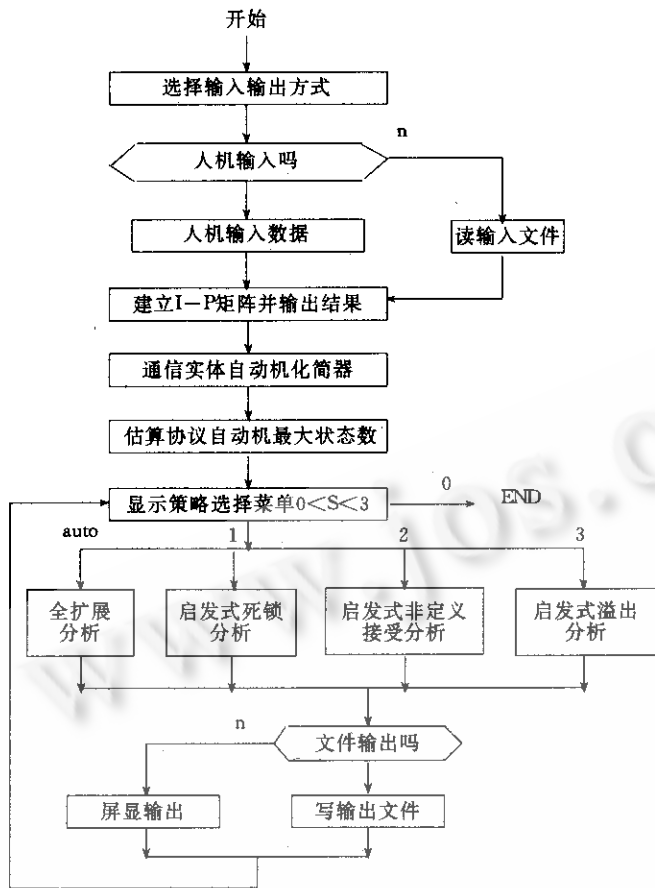 开始
选择输入输出方式
n
人机输入吗
人机输入数据
读输入文件
建立I-P矩阵并输出结果
通信实体自动机化简器
估算协议自动机最大状态数
显示策略选择菜单0<S<3
0
END
auto
1
2
3
全扩展
分析
启发式死锁
分析
启发式非定义
接受分析
启发式溢出
分析
n
文件输出吗
屏显输出
写输出文件
www.jos.o